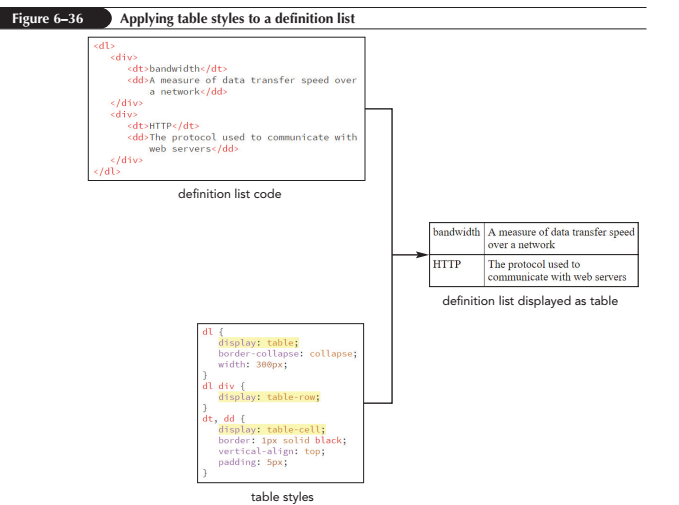 Figure 6–36 Applying table styles to a definition list
<dl>
<div>
<dt>bandwidth</dt>
<dd>A measure of data transfer speed over
a network</dd>
</div>
<div>
<dt>HTTP</dt>
<dd>The protocol used to communicate with
web servers</dd>
</div>
</dl>
definition list code
bandwidth A measure of data transfer speed
over a network
HTTP The protocol used to
communicate with web servers
definition list displayed as table
dl {
display: table;
border-collapse: collapse;
width: 300px;
}
dl div {
display: table-row;
}
dt, dd {
display: table-cell;
border: 1px solid black;
vertical-align: top;
padding: 5px;
}
table styles